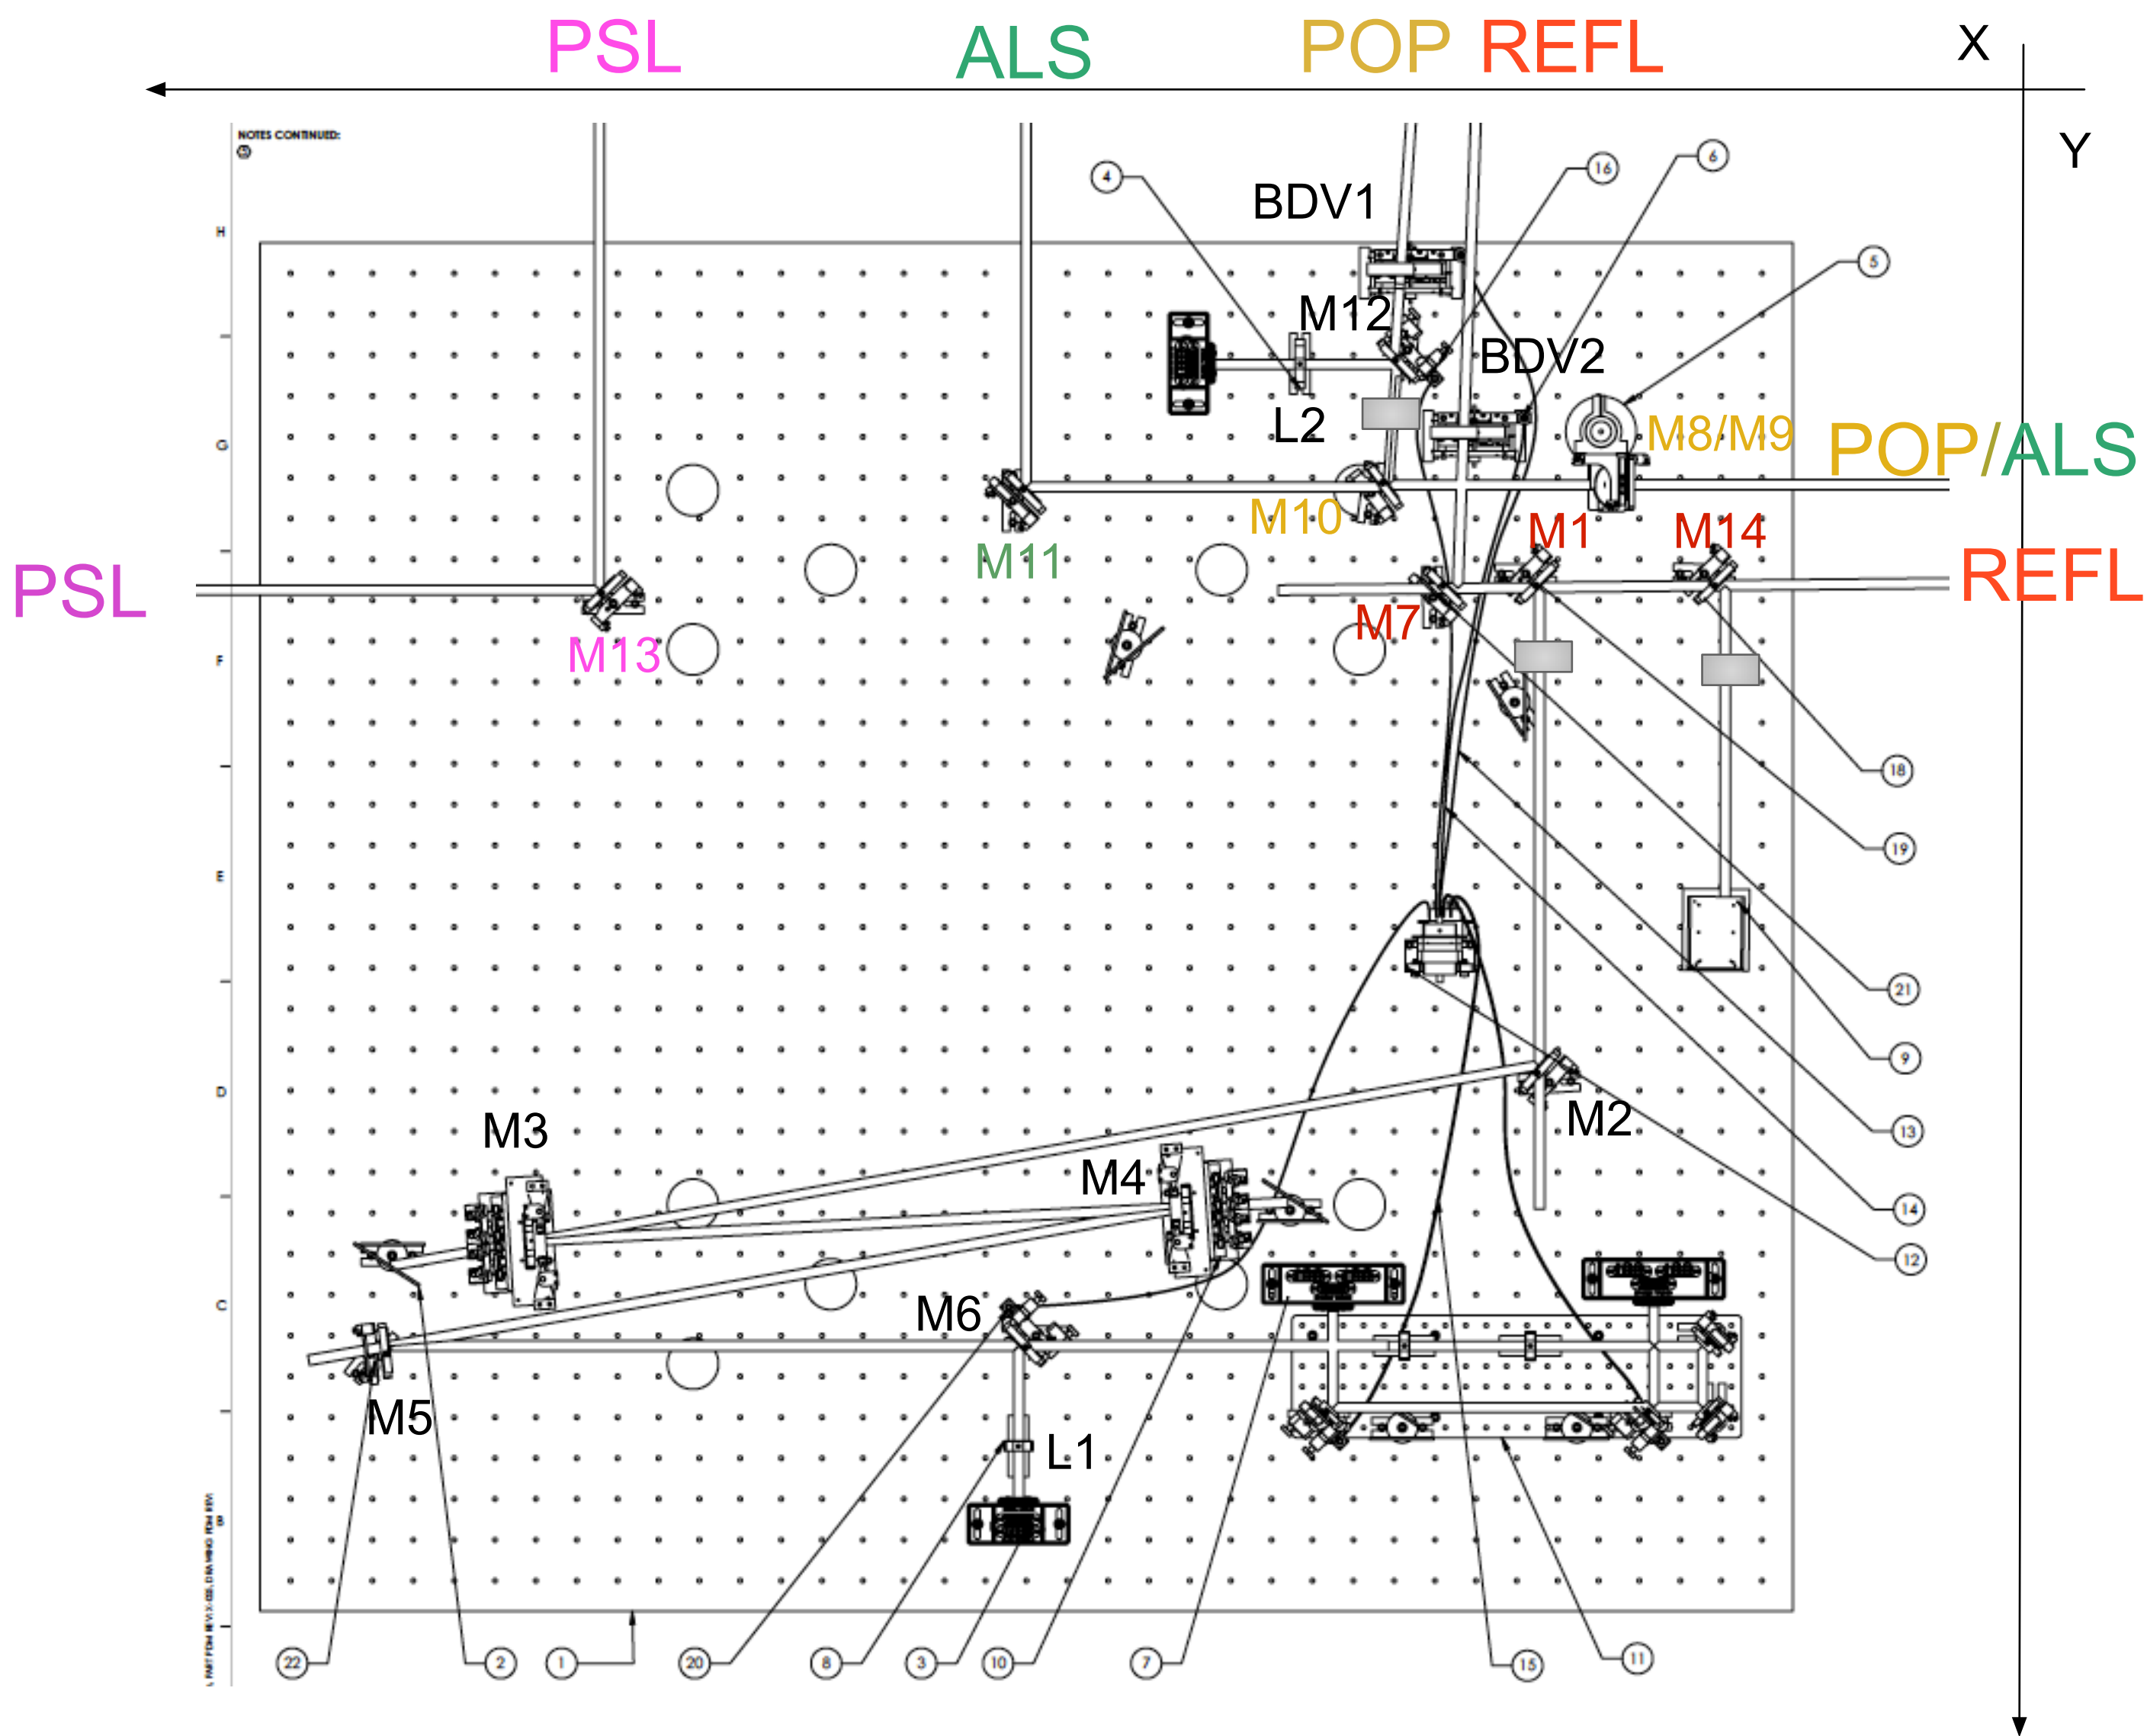 PSL ALS POP REFL X
Y
NOTES CONTINUED:
4 16 6
BDV1
H
5
M12
BDV2
L2
G
M8/M9
POP/ALS
M10 M1 M14
M11
PSL
REFL
M7
M13
F
18
19
E
21
9
D
M3 M2
13
M4
14
12
C
M6
M5
L1
B
22 2 1 20 8 3 10 7 15 11